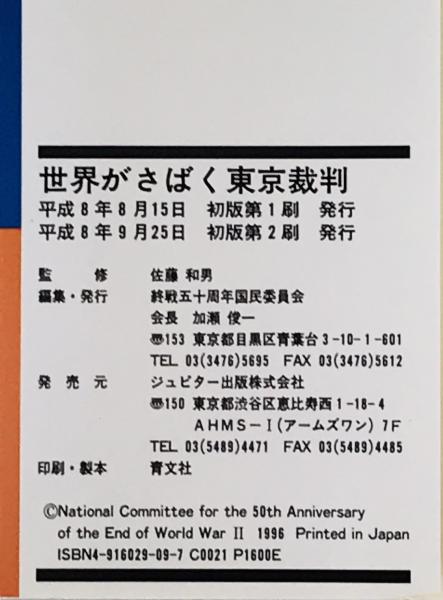 世界がさばく東京裁判
平成8年8月15日 初版第1刷 発行
平成8年9月25日 初版第2刷 発行
監 修 佐藤 和男
編集・発行 終戦五十周年国民委員会
会長 加瀬 俊一
〠153 東京都目黒区青葉台3-10-1-601
TEL 03(3476)5695 FAX 03(3476)5612
発 売 元 ジュピター出版株式会社
〠150 東京都渋谷区恵比寿西1-18-4
AHMS-I(アームズワン) 7F
TEL 03(5489)4471 FAX 03(5489)4485
印刷・製本 青文社
©National Committee for the 50th Anniversary
of the End of World War II 1996 Printed in Japan
ISBN4-916029-09-7 C0021 P1600E